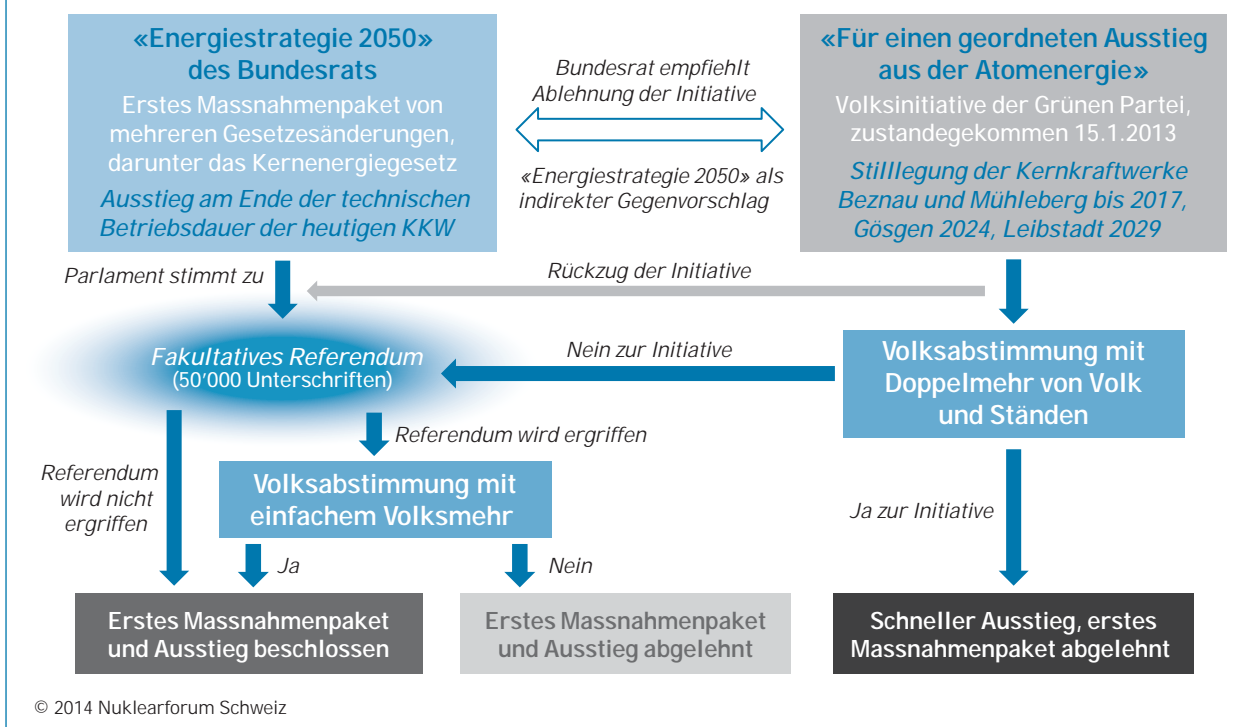 «Energiestrategie 2050»
des Bundesrats
Erstes Massnahmenpaket von
mehreren Gesetzesänderungen,
darunter das Kernenergiegesetz
Ausstieg am Ende der technischen
Betriebsdauer der heutigen KKW
Bundesrat empfiehlt
Ablehnung der Initiative
«Energiestrategie 2050» als
indirekter Gegenvorschlag
«Für einen geordneten Ausstieg
aus der Atomenergie»
Volksinitiative der Grünen Partei,
zustandegekommen 15.1.2013
Stilllegung der Kernkraftwerke
Beznau und Mühleberg bis 2017,
Gösgen 2024, Leibstadt 2029
Parlament stimmt zu
Rückzug der Initiative
Fakultatives Referendum
(50'000 Unterschriften)
Nein zur Initiative
Volksabstimmung mit
Doppelmehr von Volk
und Ständen
Referendum wird ergriffen
Referendum
wird nicht
ergriffen
Volksabstimmung mit
einfachem Volksmehr
Ja zur Initiative
Ja
Nein
Erstes Massnahmenpaket
und Ausstieg beschlossen
Erstes Massnahmenpaket
und Ausstieg abgelehnt
Schneller Ausstieg, erstes
Massnahmenpaket abgelehnt
© 2014 Nuklearforum Schweiz